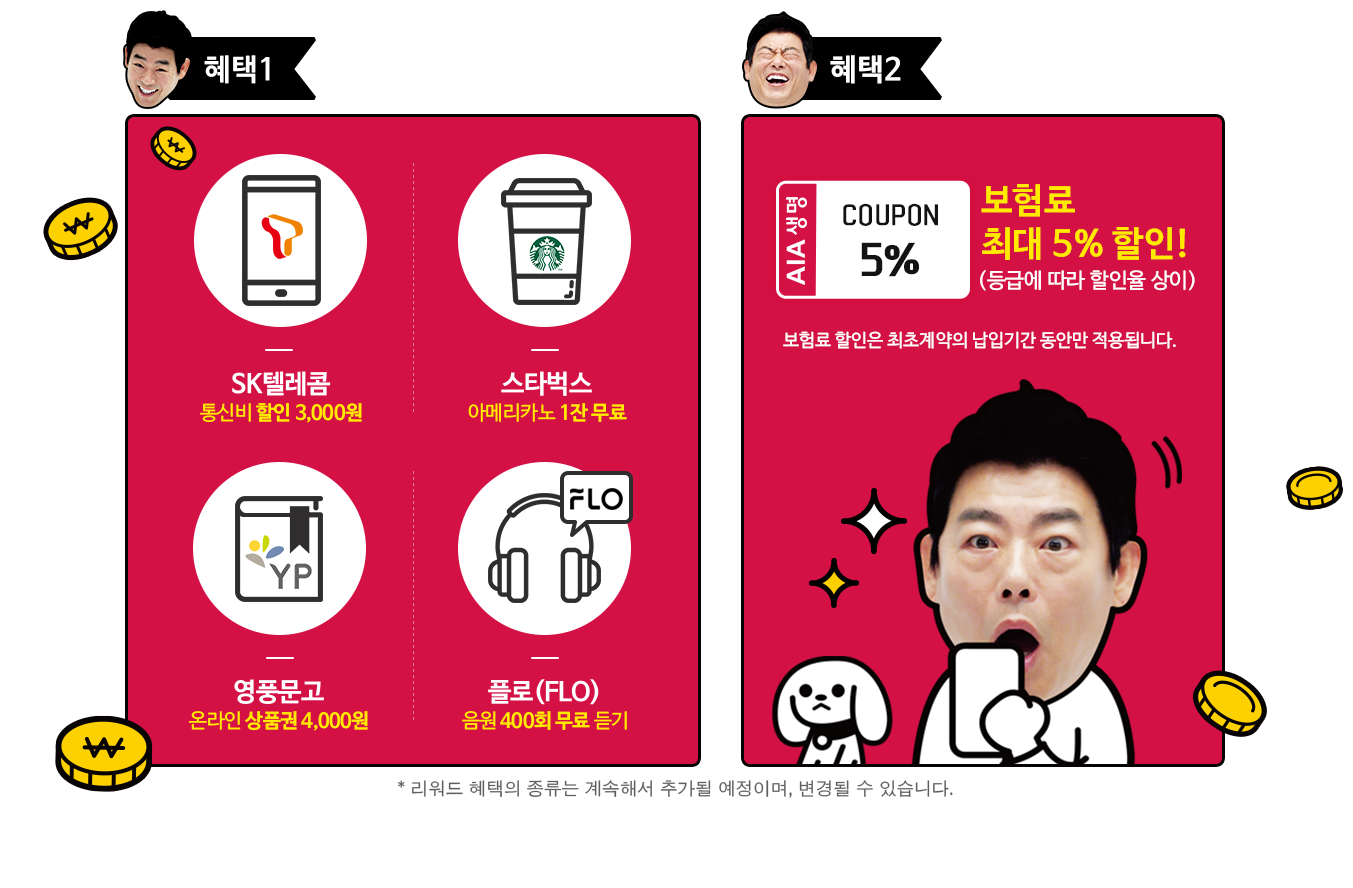 혜택1
SK텔레콤
통신비 할인 3,000원
스타벅스
아메리카노 1잔 무료
YP
영풍문고
온라인 상품권 4,000원
FLO
플로(FLO)
음원 400회 무료 듣기
혜택2
AIA 생명
COUPON
5%
보험료
최대 5% 할인!
(등급에 따라 할인율 상이)
보험료 할인은 최초계약의 납입기간 동안만 적용됩니다.
* 리워드 혜택의 종류는 계속해서 추가될 예정이며, 변경될 수 있습니다.